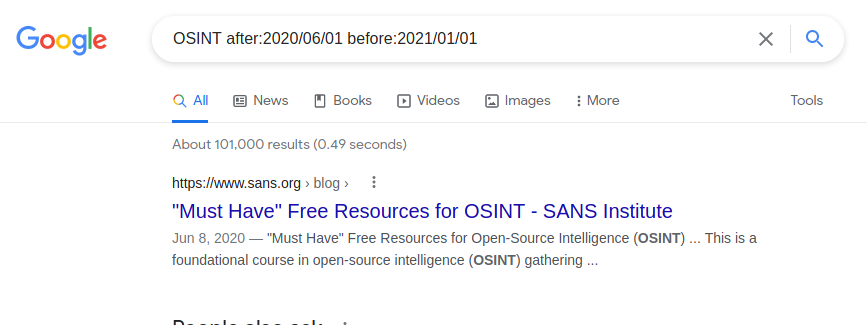 Google
OSINT after:2020/06/01 before:2021/01/01
All News Books Videos Images More Tools
About 101,000 results (0.49 seconds)
https://www.sans.org › blog ›
"Must Have" Free Resources for OSINT - SANS Institute
Jun 8, 2020 — "Must Have" Free Resources for Open-Source Intelligence (OSINT) ... This is a
foundational course in open-source intelligence (OSINT) gathering ...
People also ask